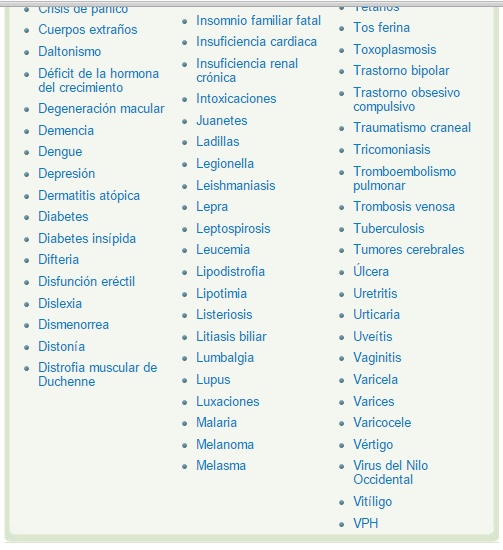 Crisis de pánico
Cuerpos extraños
Daltonismo
Déficit de la hormona
del crecimiento
Degeneración macular
Demencia
Dengue
Depresión
Dermatitis atópica
Diabetes
Diabetes insípida
Difteria
Disfunción eréctil
Dislexia
Dismenorrea
Distonía
Distrofia muscular de
Duchenne
Insomnio familiar fatal
Insuficiencia cardiaca
Insuficiencia renal
crónica
Intoxicaciones
Juanetes
Ladillas
Legionella
Leishmaniasis
Lepra
Leptospirosis
Leucemia
Lipodistrofia
Lipotimia
Listeriosis
Litiasis biliar
Lumbalgia
Lupus
Luxaciones
Malaria
Melanoma
Melasma
Tétanos
Tos ferina
Toxoplasmosis
Trastorno bipolar
Trastorno obsesivo
compulsivo
Traumatismo craneal
Tricomoniasis
Tromboembolismo
pulmonar
Trombosis venosa
Tuberculosis
Tumores cerebrales
Úlcera
Uretritis
Urticaria
Uveítis
Vaginitis
Varicela
Varices
Varicocele
Vértigo
Virus del Nilo
Occidental
Vitíligo
VPH